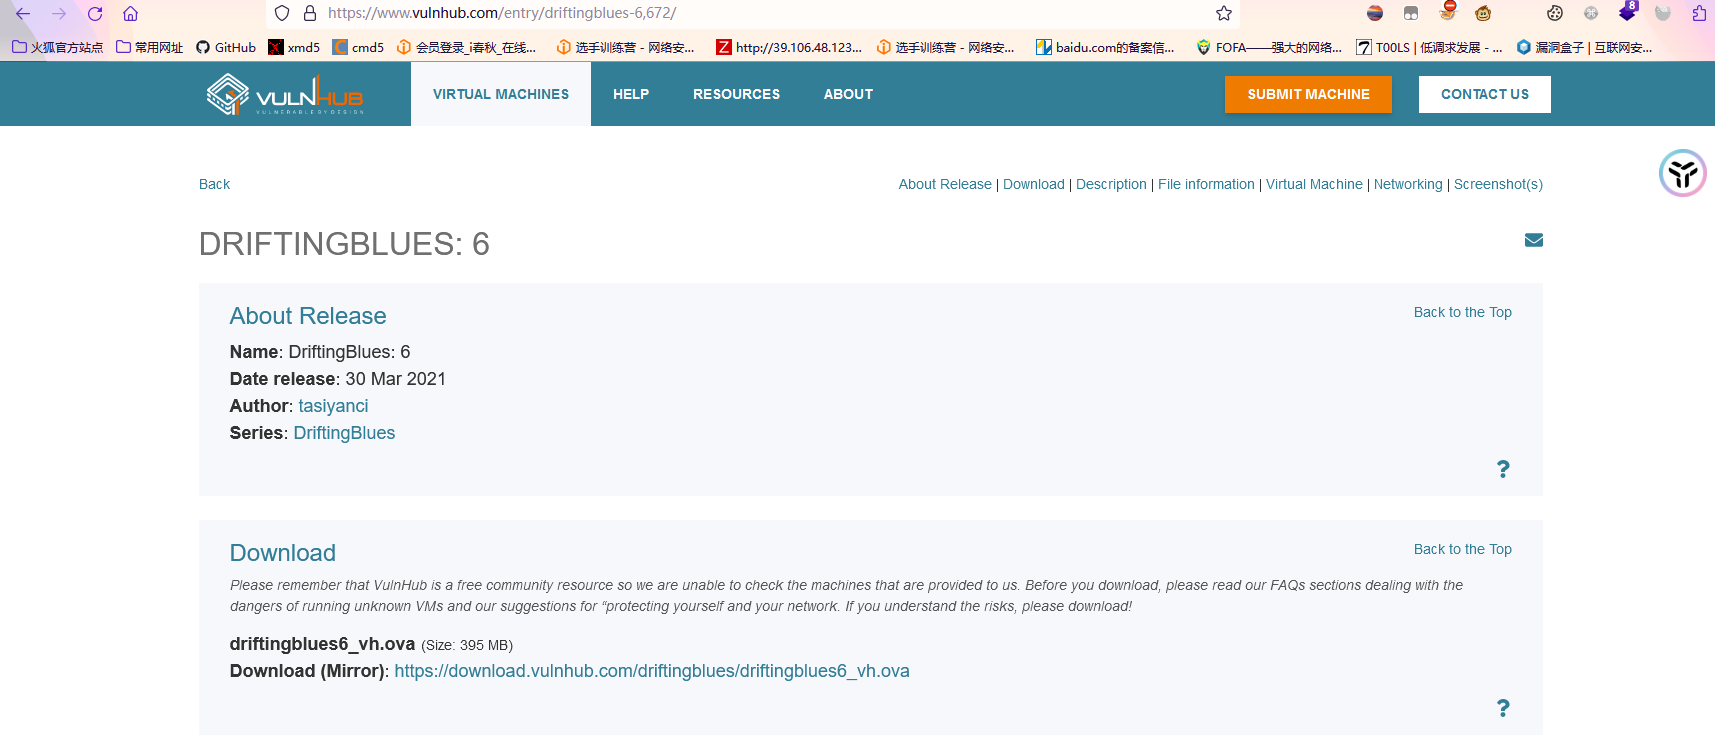 https://www.vulnhub.com/entry/driftingblues-6,672/
8
火狐官方站点 常用网址 GitHub xmd5 cmd5 会员登录_i春秋_在线... 选手训练营 - 网络安... http://39.106.48.123... 选手训练营 - 网络安... baidu.com的备案信... FOFA——强大的网络... T00LS | 低调求发展 - ... 漏洞盒子 | 互联网安...
VULNHUB VIRTUAL MACHINES HELP RESOURCES ABOUT SUBMIT MACHINE CONTACT US
VULNERABLE BY DESIGN
Back About Release | Download | Description | File information | Virtual Machine | Networking | Screenshot(s)
DRIFTINGBLUES: 6
About Release Back to the Top
Name: DriftingBlues: 6
Date release: 30 Mar 2021
Author: tasiyanci
Series: DriftingBlues
?
Download Back to the Top
Please remember that VulnHub is a free community resource so we are unable to check the machines that are provided to us. Before you download, please read our FAQs sections dealing with the
dangers of running unknown VMs and our suggestions for “protecting yourself and your network. If you understand the risks, please download!
driftingblues6_vh.ova (Size: 395 MB)
Download (Mirror): https://download.vulnhub.com/driftingblues/driftingblues6_vh.ova
?